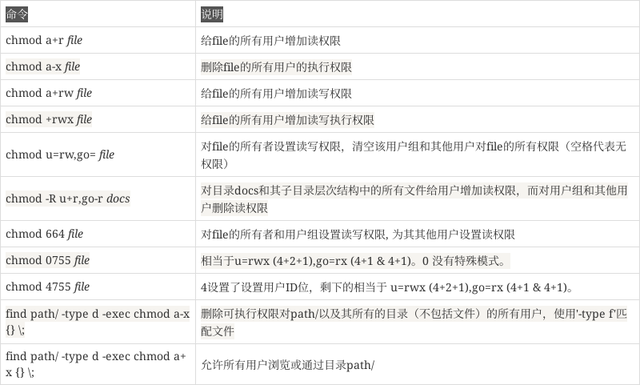 命令
说明
chmod a+r file
给file的所有用户增加读权限
chmod a-x file
删除file的所有用户的执行权限
chmod a+rw file
给file的所有用户增加读写权限
chmod +rwx file
给file的所有用户增加读写执行权限
chmod u=rw,go= file
对file的所有者设置读写权限，清空该用户组和其他用户对file的所有权限（空格代表无
权限）
chmod -R u+r,go-r docs
对目录docs和其子目录层次结构中的所有文件给用户增加读权限，而对用户组和其他用
户删除读权限
chmod 664 file
对file的所有者和用户组设置读写权限, 为其其他用户设置读权限
chmod 0755 file
相当于u=rwx (4+2+1),go=rx (4+1 & 4+1)。0 没有特殊模式。
chmod 4755 file
4设置了设置用户ID位，剩下的相当于 u=rwx (4+2+1),go=rx (4+1 & 4+1)。
find path/ -type d -exec chmod a-x
{} \;
删除可执行权限对path/以及其所有的目录（不包括文件）的所有用户，使用'-type f'匹
配文件
find path/ -type d -exec chmod a+
x {} \;
允许所有用户浏览或通过目录path/